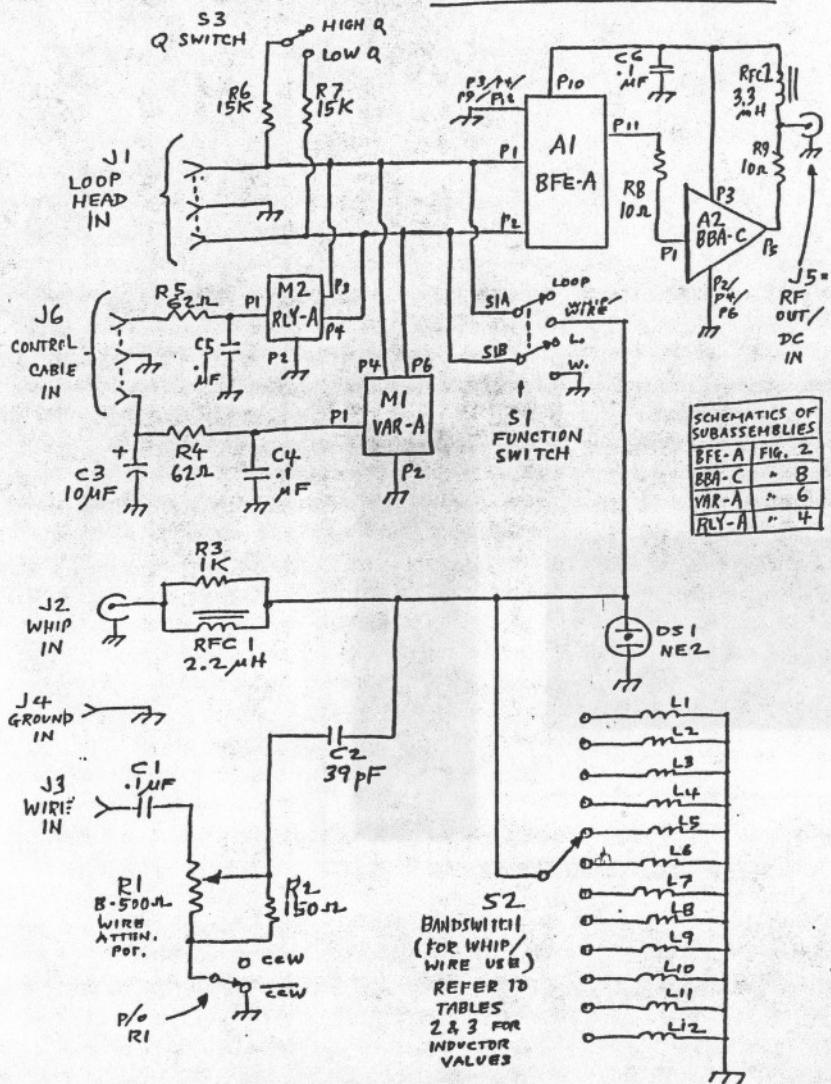 S3
Q SWITCH
HIGH Q
LOW Q
R6
15K
R7
15K
J1
LOOP
HEAD
IN
P3/P4/
P9/P12
P10
C6
.1
µF
RFC2
3.3
µH
A1
BFE-A
P1
P2
P11
R8
10Ω
R9
10Ω
P3
A2
BBA-C
P1
P5
P2/
P4/
P6
J5=
RF
OUT/
DC
IN
J6
CONTROL
CABLE
IN
R5
62Ω
C5
.1
µF
P1
M2
RLY-A
P3
P4
P2
S1A
LOOP
WIRE/
S1B
L.
W.
S1
FUNCTION
SWITCH
P4
P6
P1
M1
VAR-A
P2
+
C3
10µF
R4
62Ω
C4
.1
µF
SCHEMATICS OF
SUBASSEMBLIES
BFE-A FIG. 2
BBA-C " 8
VAR-A " 6
RLY-A " 4
J2
WHIP
IN
R3
1K
RFC 1
2.2 µH
DS1
NE2
J4
GROUND
IN
C2
39pF
J3
WIRE
IN
C1
.1µF
R1
B-500Ω
WIRE
ATTEN.
POT.
R2
150Ω
CCW
CCW
P/O
R1
S2
BANDSWITCH
(FOR WHIP/
WIRE USE)
REFER TO
TABLES
2 & 3 FOR
INDUCTOR
VALUES
L1
L2
L3
L4
L5
L6
L7
L8
L9
L10
L11
L12